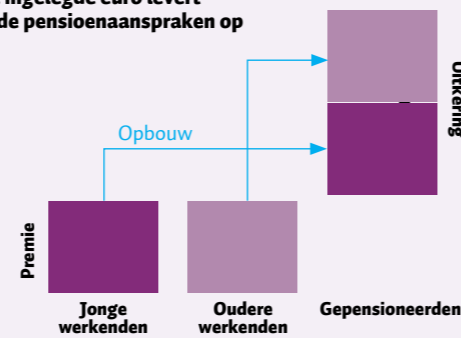 ingelegde euro levert
de pensioenaanspraken op
Opbouw
Uitkering
Premie
Jonge
werkenden
Oudere
werkenden
Gepensioneerden